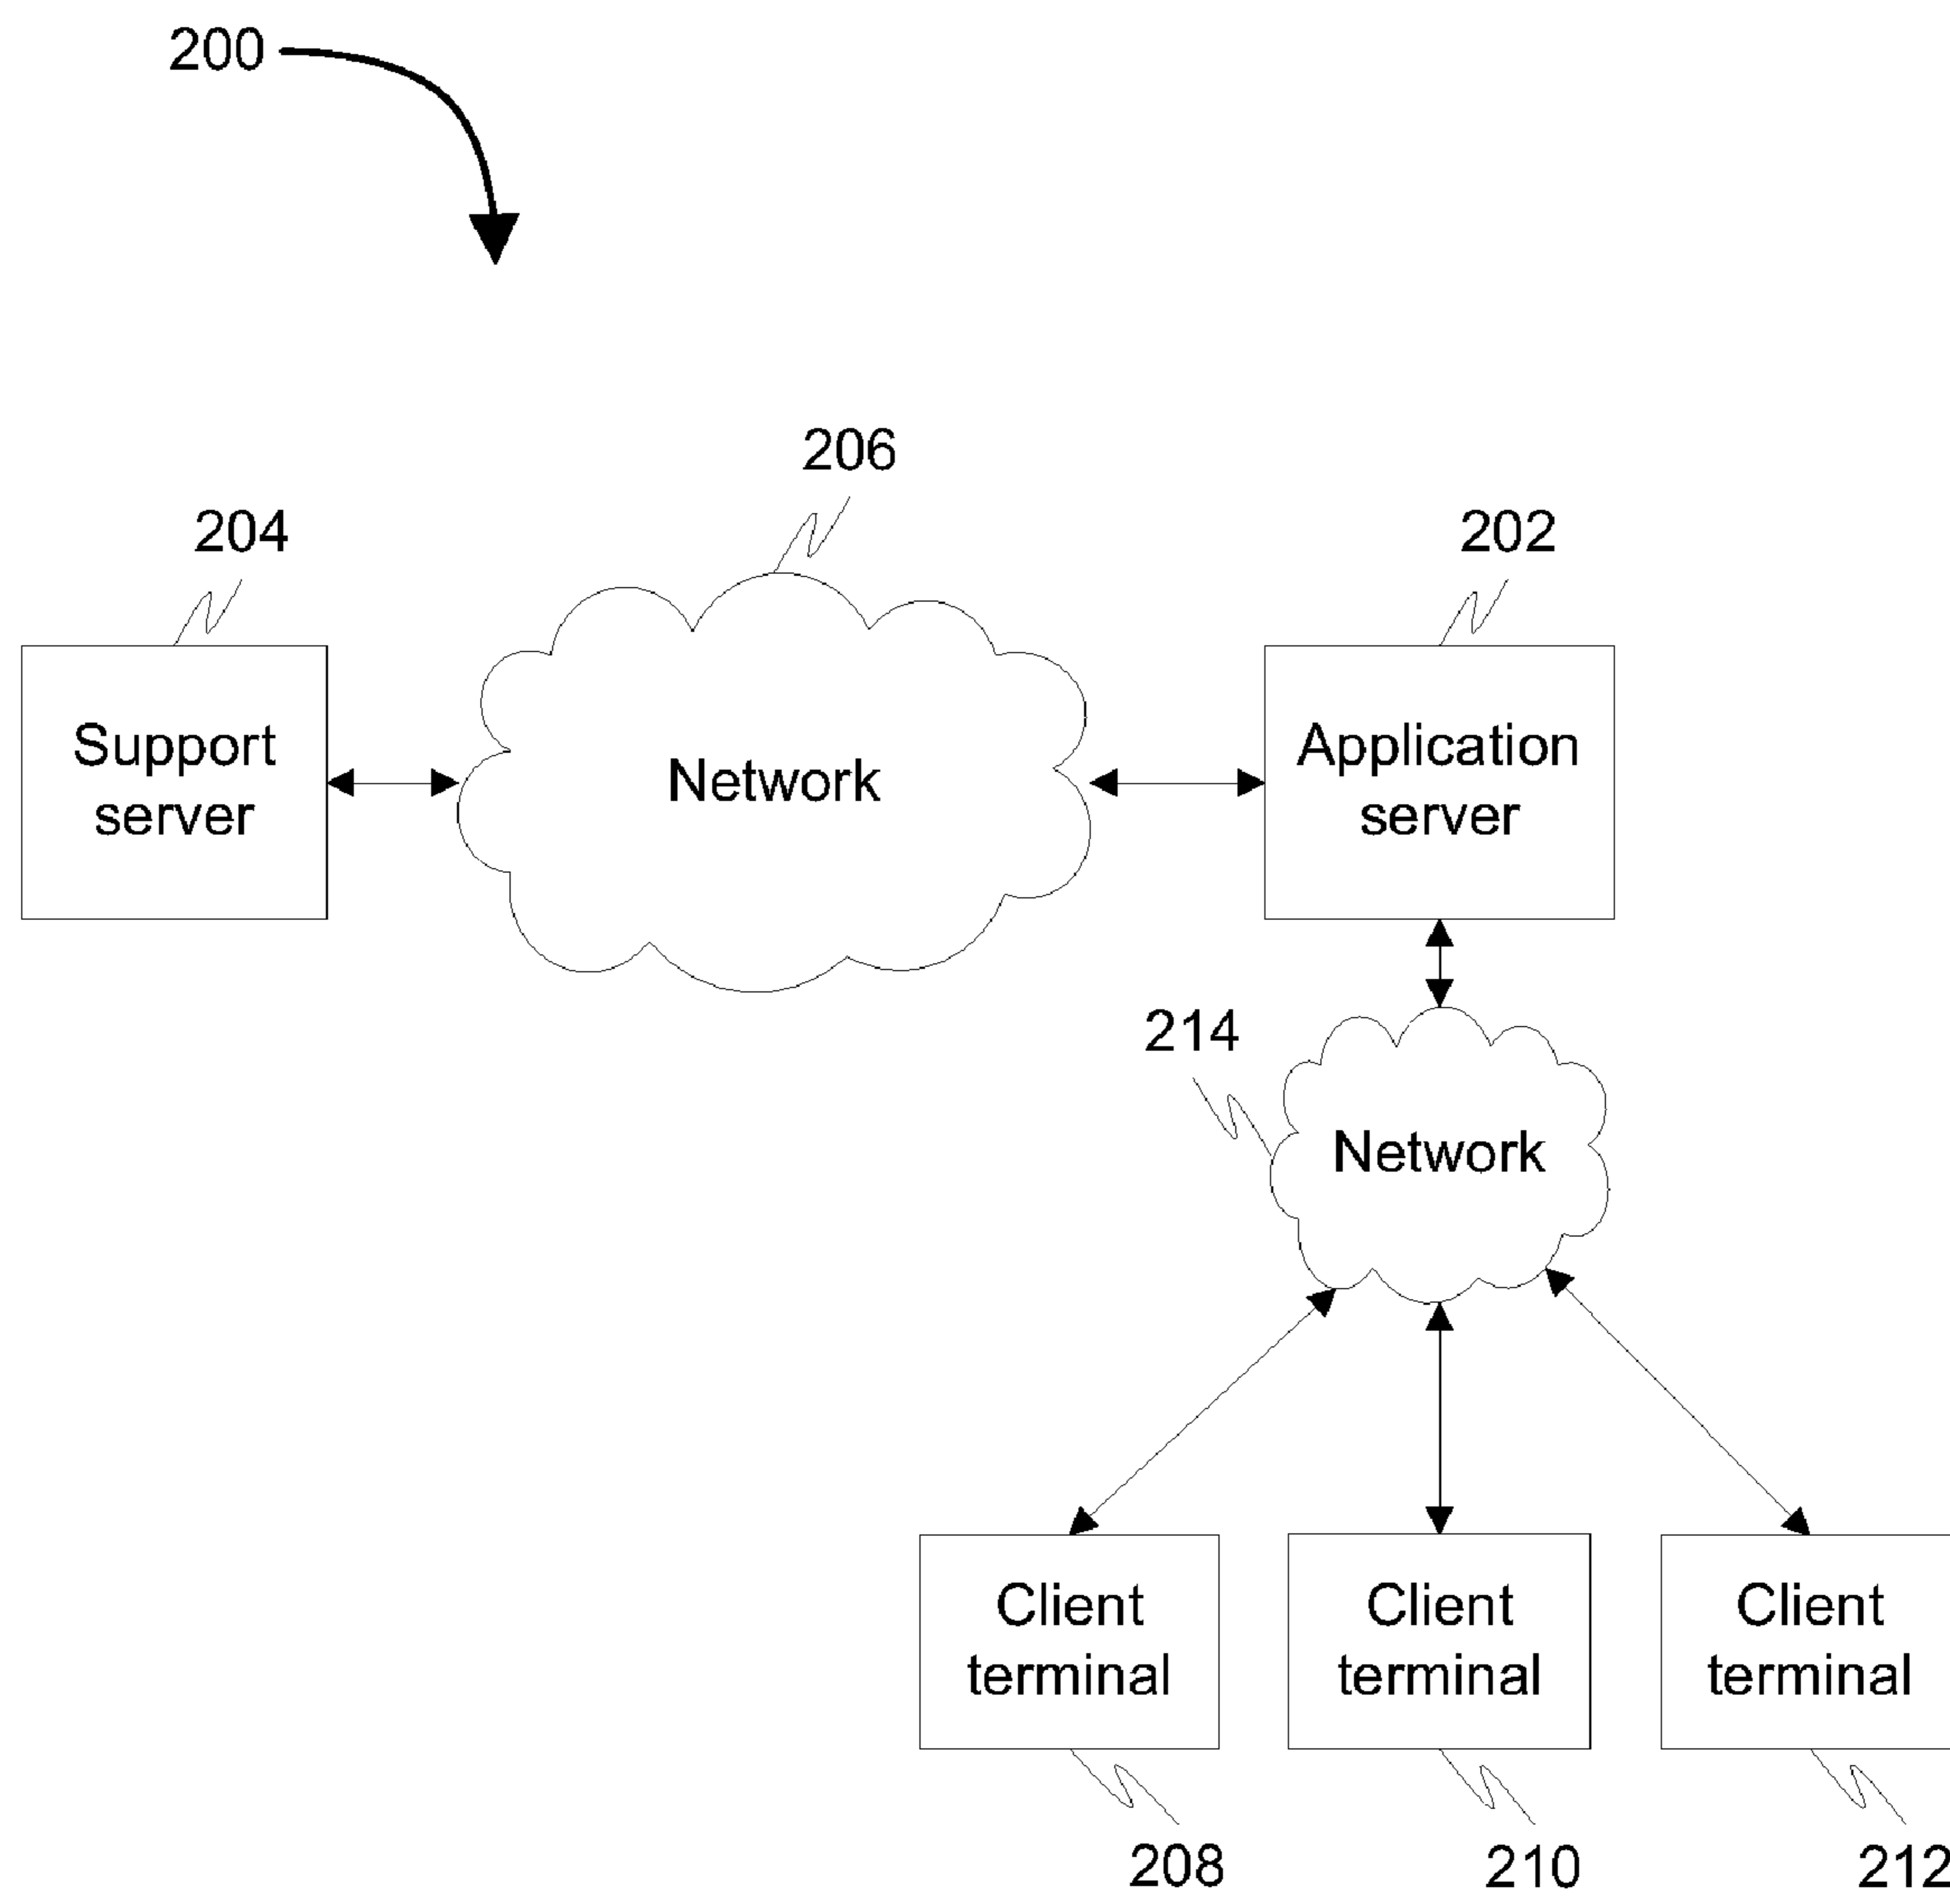 200
206
204
202
Support
server
Network
Application
server
214
Network
Client
terminal
Client
terminal
Client
terminal
208
210
212